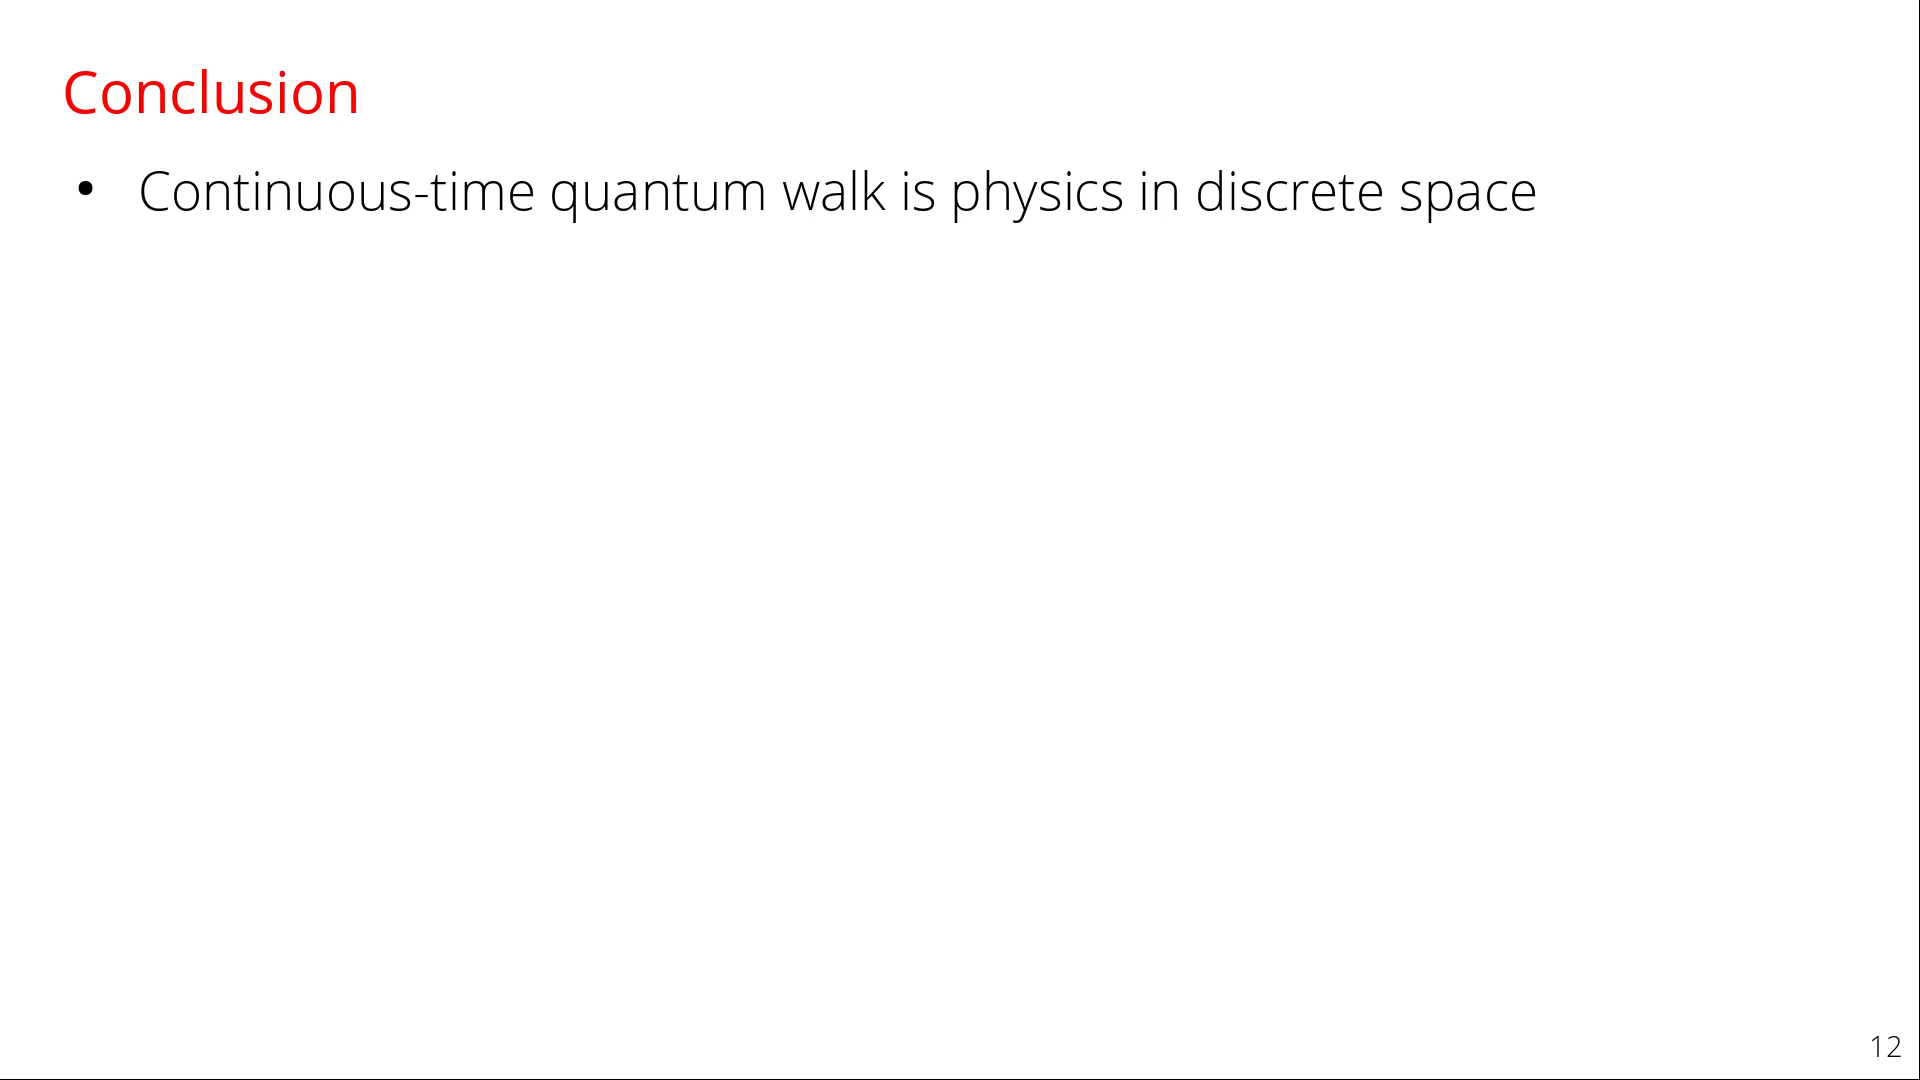 Conclusion
• Continuous-time quantum walk is physics in discrete space
12